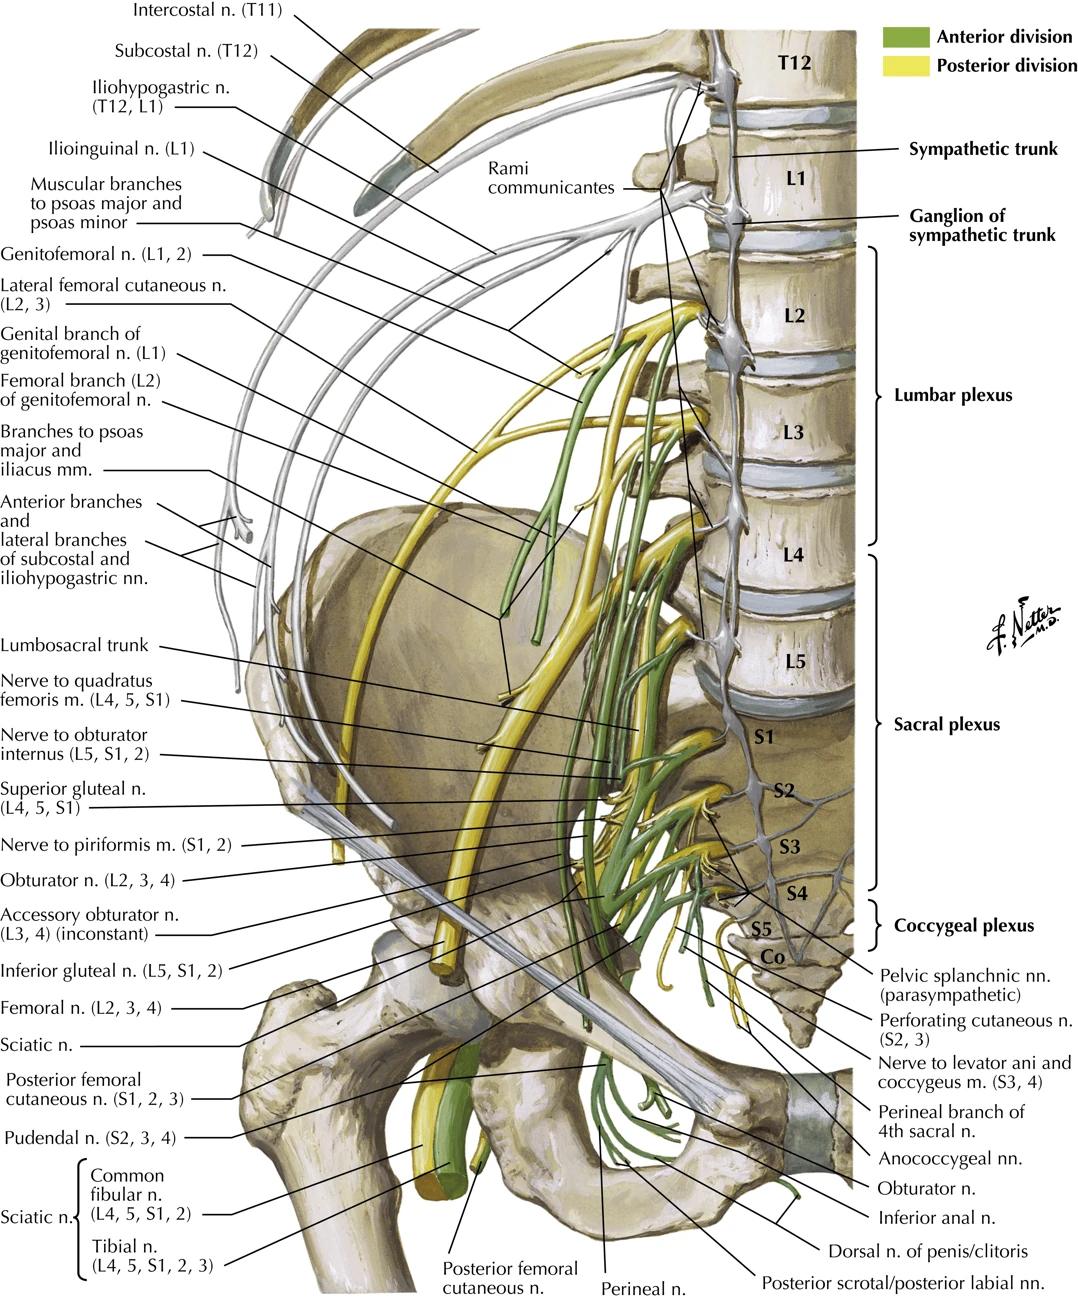 Intercostal n. (T11)
Subcostal n. (T12)
Iliohypogastric n.
(T12, L1)
Ilioinguinal n. (L1)
Muscular branches
to psoas major and
psoas minor
Genitofemoral n. (L1, 2)
Lateral femoral cutaneous n.
(L2, 3)
Genital branch of
genitofemoral n. (L1)
Femoral branch (L2)
of genitofemoral n.
Branches to psoas
major and
iliacus mm.
Anterior branches
and
lateral branches
of subcostal and
iliohypogastric nn.
Lumbosacral trunk
Nerve to quadratus
femoris m. (L4, 5, S1)
Nerve to obturator
internus (L5, S1, 2)
Superior gluteal n.
(L4, 5, S1)
Nerve to piriformis m. (S1, 2)
Obturator n. (L2, 3, 4)
Accessory obturator n.
(L3, 4) (inconstant)
Inferior gluteal n. (L5, S1, 2)
Femoral n. (L2, 3, 4)
Sciatic n.
Posterior femoral
cutaneous n. (S1, 2, 3)
Pudendal n. (S2, 3, 4)
Sciatic n.
Common
fibular n.
(L4, 5, S1, 2)
Tibial n.
(L4, 5, S1, 2, 3)
Rami
communicantes
T12
L1
L2
L3
L4
L5
S1
S2
S3
S4
S5
Co
Anterior division
Posterior division
Sympathetic trunk
Ganglion of
sympathetic trunk
Lumbar plexus
F. Netter
M.D.
Sacral plexus
Coccygeal plexus
Pelvic splanchnic nn.
(parasympathetic)
Perforating cutaneous n.
(S2, 3)
Nerve to levator ani and
coccygeus m. (S3, 4)
Perineal branch of
4th sacral n.
Anococcygeal nn.
Obturator n.
Inferior anal n.
Dorsal n. of penis/clitoris
Posterior scrotal/posterior labial nn.
Perineal n.
Posterior femoral
cutaneous n.